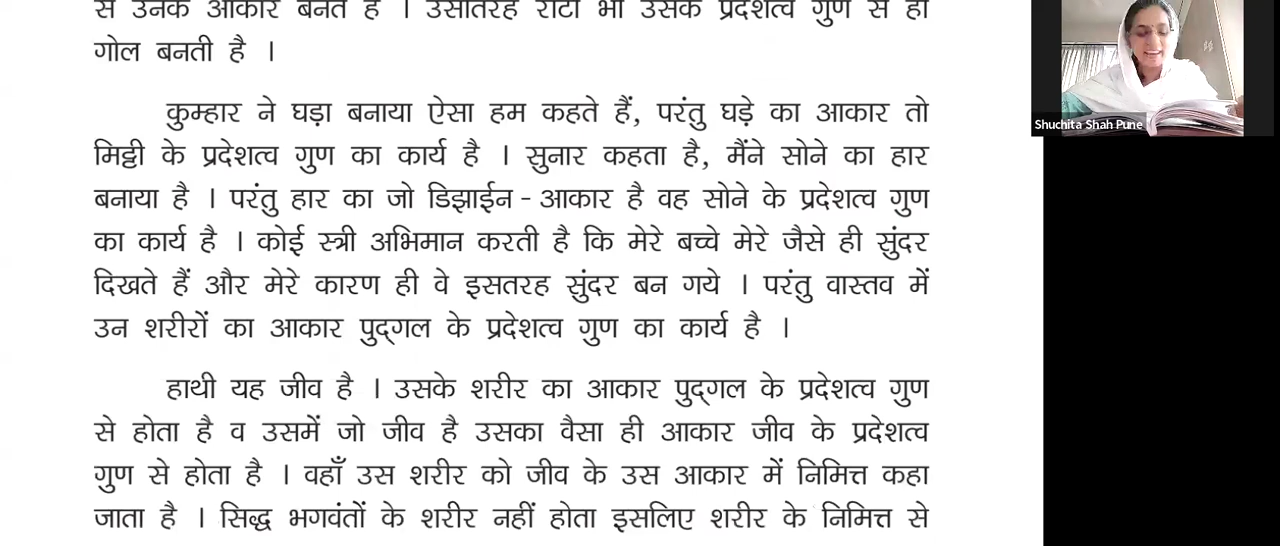 से उनके आकार बनते हैं । उसीतरह रोटी भी उसके प्रदेशत्व गुण से ही
गोल बनती है ।
कुम्हार ने घड़ा बनाया ऐसा हम कहते हैं, परंतु घड़े का आकार तो
मिट्टी के प्रदेशत्व गुण का कार्य है । सुनार कहता है, मैंने सोने का हार
बनाया है । परंतु हार का जो डिझाईन - आकार है वह सोने के प्रदेशत्व गुण
का कार्य है । कोई स्त्री अभिमान करती है कि मेरे बच्चे मेरे जैसे ही सुंदर
दिखते हैं और मेरे कारण ही वे इसतरह सुंदर बन गये । परंतु वास्तव में
उन शरीरों का आकार पुद्‌गल के प्रदेशत्व गुण का कार्य है ।
हाथी यह जीव है । उसके शरीर का आकार पुद्‌गल के प्रदेशत्व गुण
से होता है व उसमें जो जीव है उसका वैसा ही आकार जीव के प्रदेशत्व
गुण से होता है । वहाँ उस शरीर को जीव के उस आकार में निमित्त कहा
जाता है । सिद्ध भगवंतों के शरीर नहीं होता इसलिए शरीर के निमित्त से
Shuchita Shah Pune